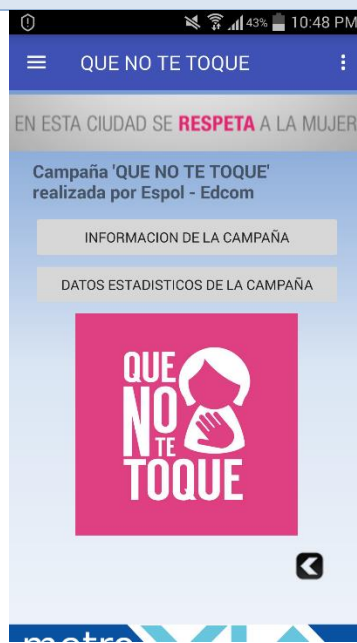 43% 10:48 PM
QUE NO TE TOQUE
EN ESTA CIUDAD SE RESPETA A LA MUJER
Campaña 'QUE NO TE TOQUE'
realizada por Espol - Edcom
INFORMACION DE LA CAMPAÑA
DATOS ESTADISTICOS DE LA CAMPAÑA
QUE
NO
TE
TOQUE